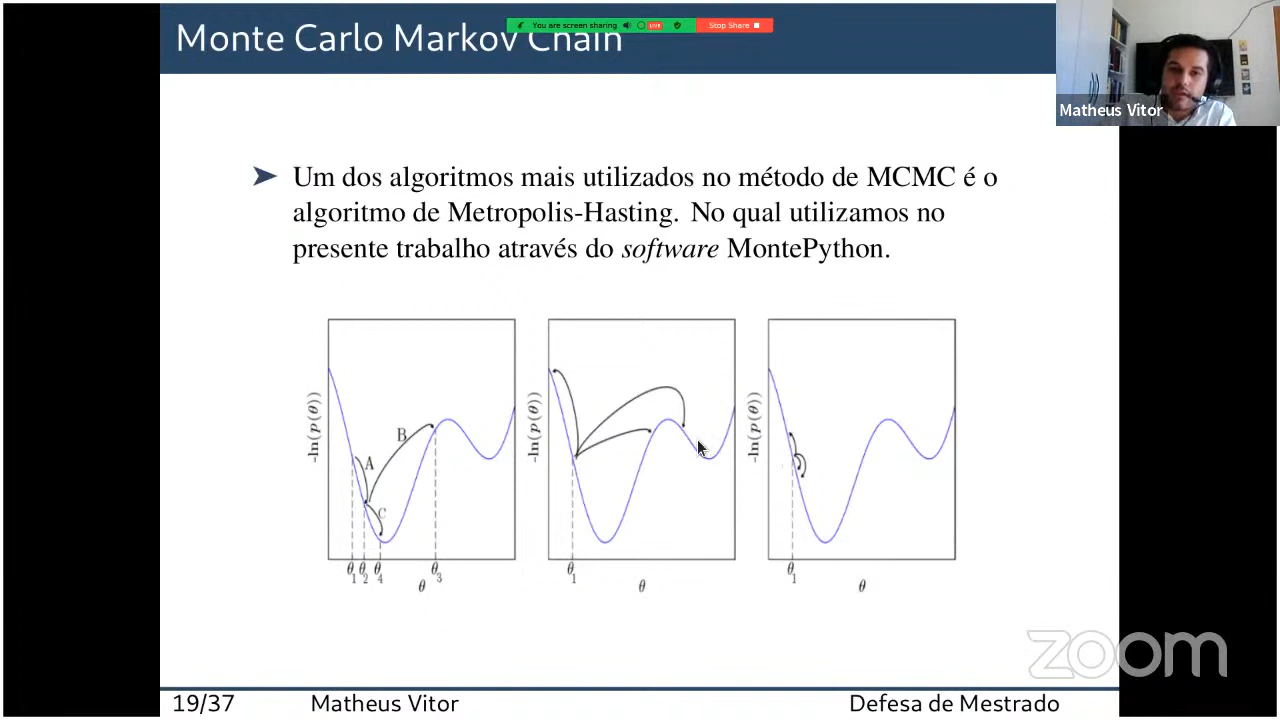 Monte Carlo Markov Chain
You are screen sharing
LIVE
Stop Share
Matheus Vitor
Um dos algoritmos mais utilizados no método de MCMC é o
algoritmo de Metropolis-Hasting. No qual utilizamos no
presente trabalho através do software MontePython.
-ln(p(θ))
A
B
C
θ1 θ2 θ4 θ3
θ
-ln(p(θ))
θ1
θ
-ln(p(θ))
θ1
θ
zoom
19/37 Matheus Vitor Defesa de Mestrado